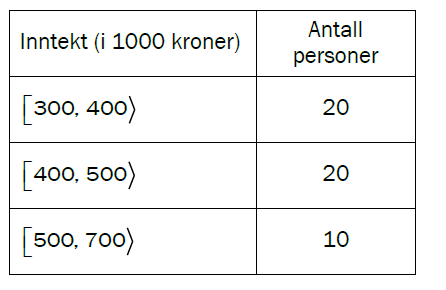 Inntekt (i 1000 kroner)
Antall
personer
[300, 400⟩
20
[400, 500⟩
20
[500, 700⟩
10